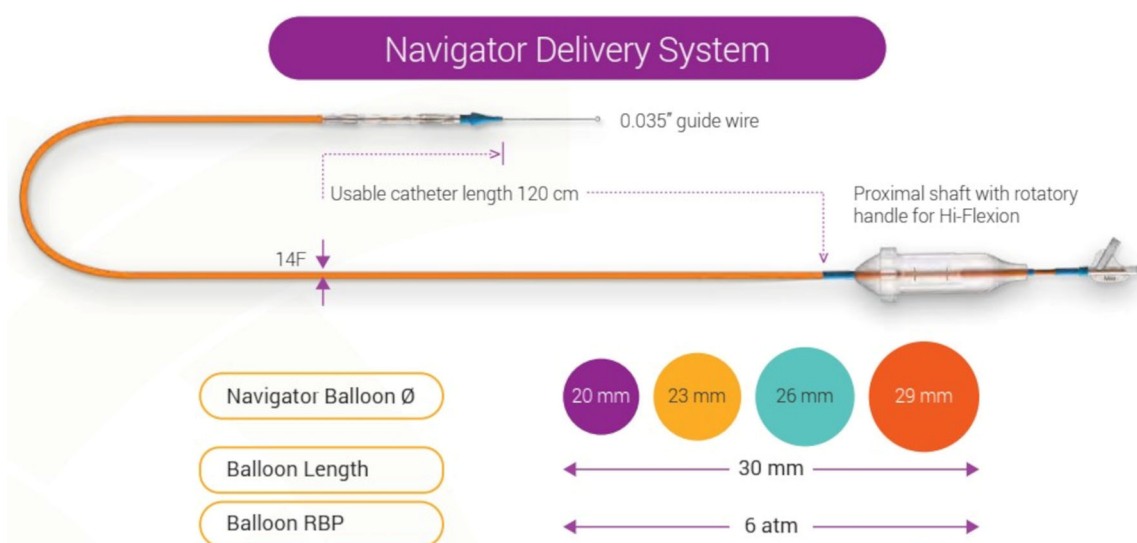 Navigator Delivery System
0.035” guide wire
Usable catheter length 120 cm
Proximal shaft with rotatory
handle for Hi-Flexion
14F
Navigator Balloon Ø
20 mm
23 mm
26 mm
29 mm
Balloon Length
30 mm
Balloon RBP
6 atm